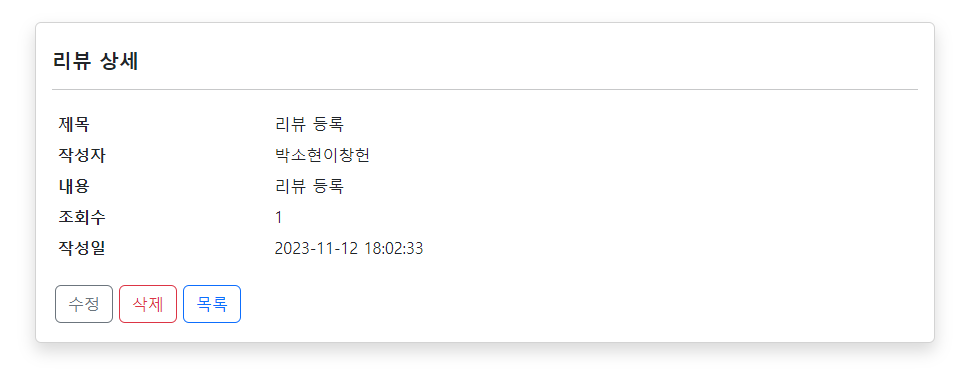 리뷰 상세
제목 리뷰 등록
작성자 박소현이창헌
내용 리뷰 등록
조회수 1
작성일 2023-11-12 18:02:33
수정 삭제 목록